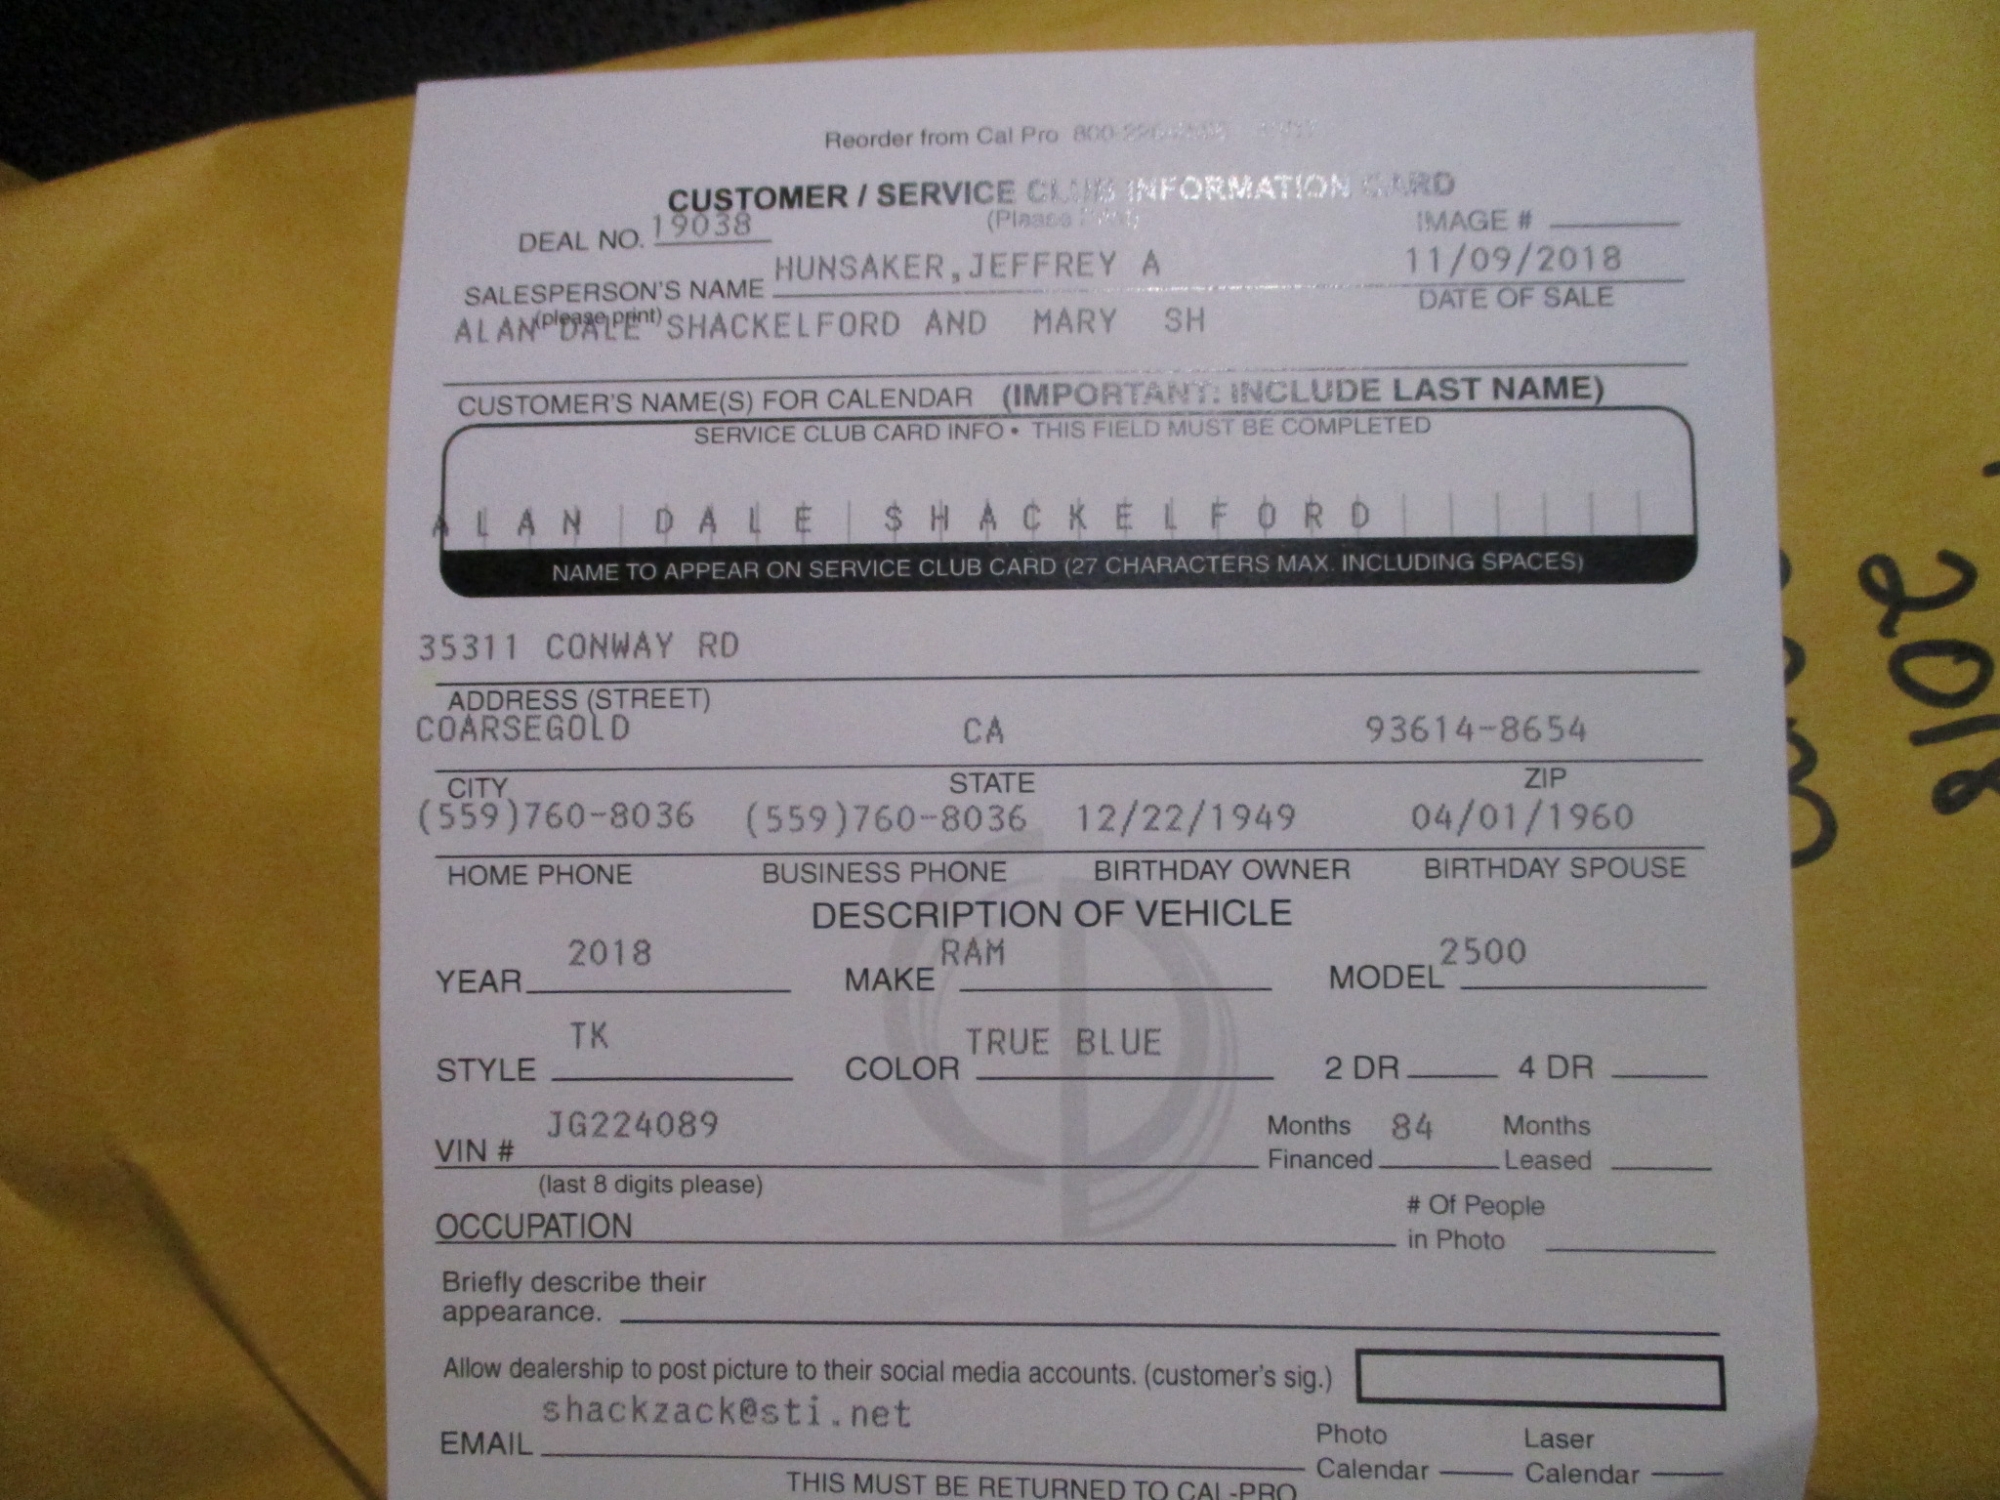 Reorder from Cal Pro
CUSTOMER / SERVICE CLUB INFORMATION CARD
(Please Print)
DEAL NO. 19038
IMAGE #
SALESPERSON'S NAME HUNSAKER,JEFFREY A
11/09/2018
(please print)
DATE OF SALE
ALAN DALE SHACKELFORD AND MARY SH
CUSTOMER'S NAME(S) FOR CALENDAR (IMPORTANT: INCLUDE LAST NAME)
SERVICE CLUB CARD INFO • THIS FIELD MUST BE COMPLETED
ALAN DALE SHACKELFORD
NAME TO APPEAR ON SERVICE CLUB CARD (27 CHARACTERS MAX. INCLUDING SPACES)
35311 CONWAY RD
ADDRESS (STREET)
COARSEGOLD CA 93614-8654
CITY STATE ZIP
(559)760-8036 (559)760-8036 12/22/1949 04/01/1960
HOME PHONE BUSINESS PHONE BIRTHDAY OWNER BIRTHDAY SPOUSE
DESCRIPTION OF VEHICLE
YEAR 2018 MAKE RAM MODEL 2500
STYLE TK COLOR TRUE BLUE 2 DR 4 DR
VIN # JG224089
Months Financed 84 Months Leased
(last 8 digits please)
OCCUPATION
# Of People in Photo
Briefly describe their
appearance.
Allow dealership to post picture to their social media accounts. (customer's sig.)
EMAIL shackzack@sti.net
Photo Calendar Laser Calendar
THIS MUST BE RETURNED TO CAL-PRO
2018